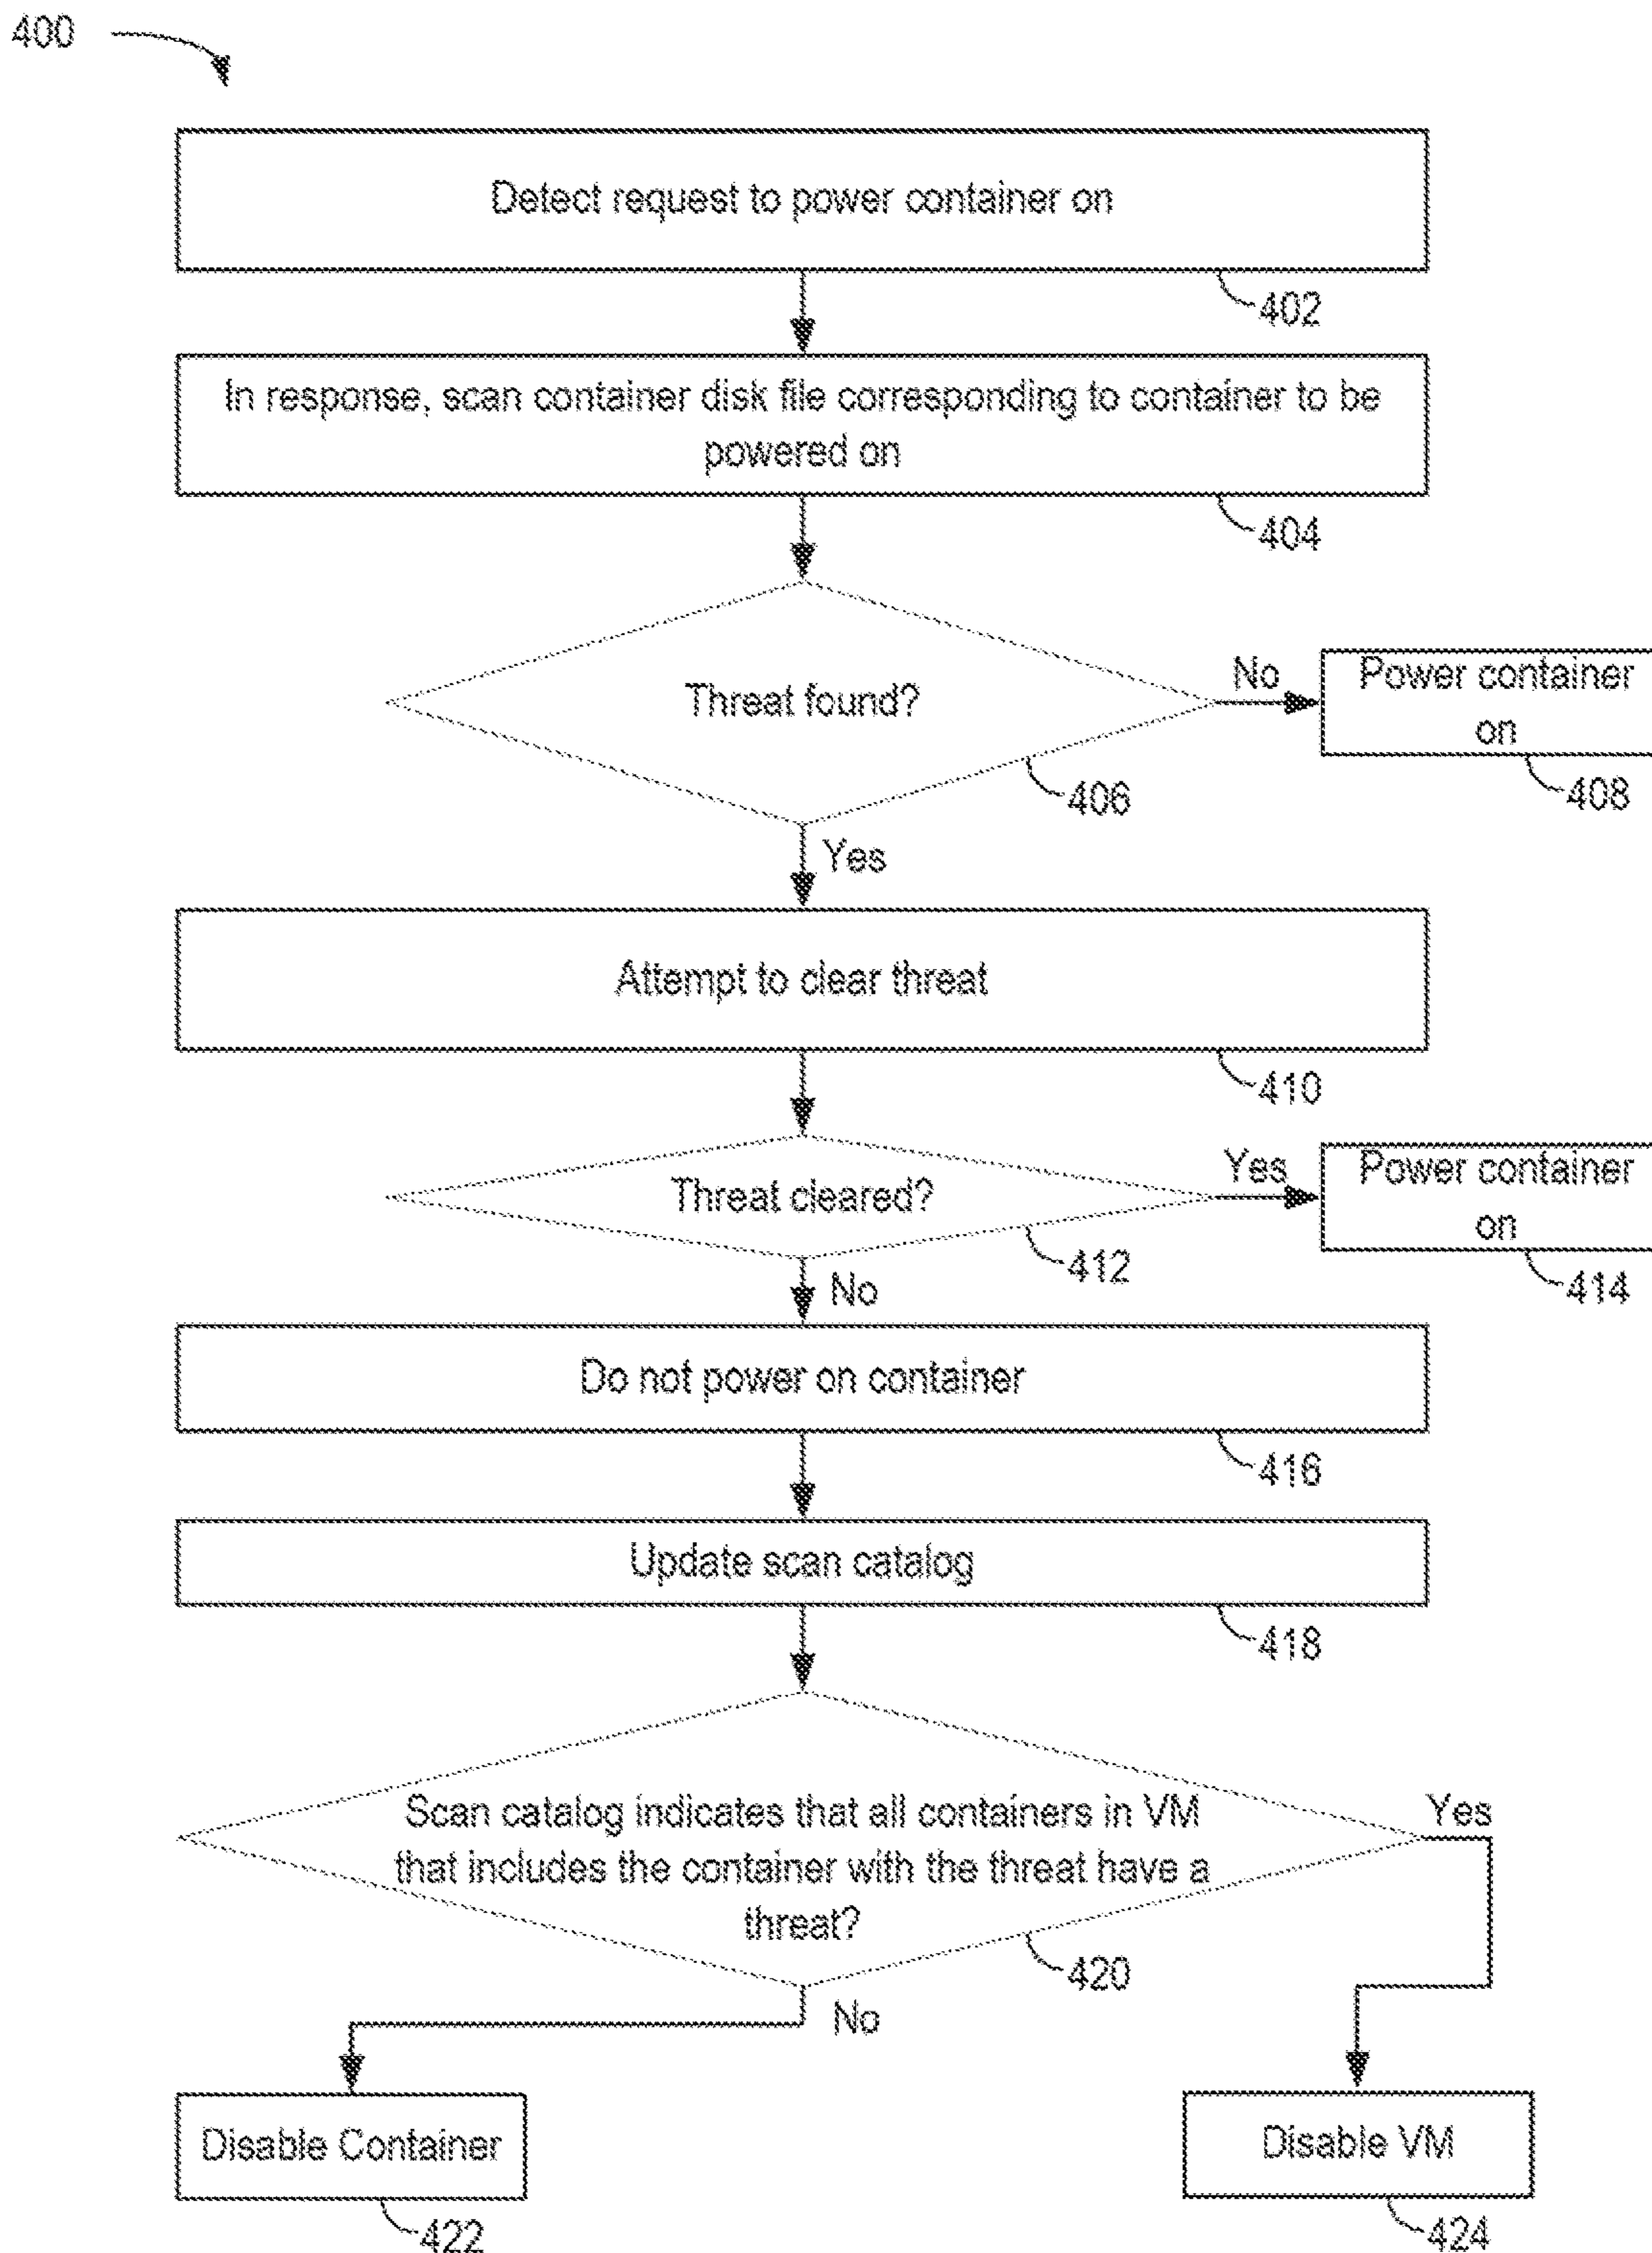 400
Detect request to power container on
402
In response, scan container disk file corresponding to container to be
powered on
404
Threat found?
No
Power container
on
406
408
Yes
Attempt to clear threat
410
Threat cleared?
Yes
Power container
on
412
414
No
Do not power on container
416
Update scan catalog
418
Scan catalog indicates that all containers in VM
that includes the container with the threat have a
threat?
Yes
420
No
Disable Container
Disable VM
422
424